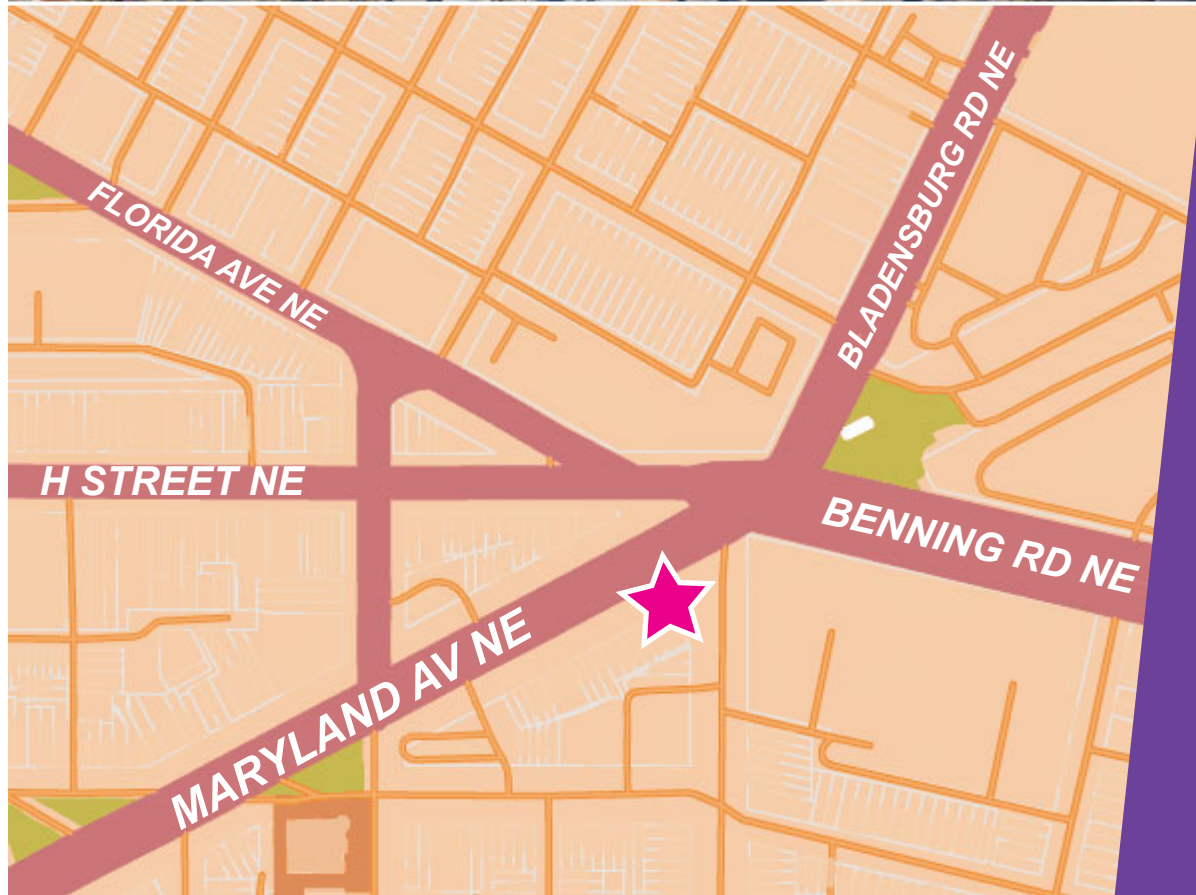 BLADENSBURG RD NE
FLORIDA AVE NE
H STREET NE
BENNING RD NE
MARYLAND AV NE